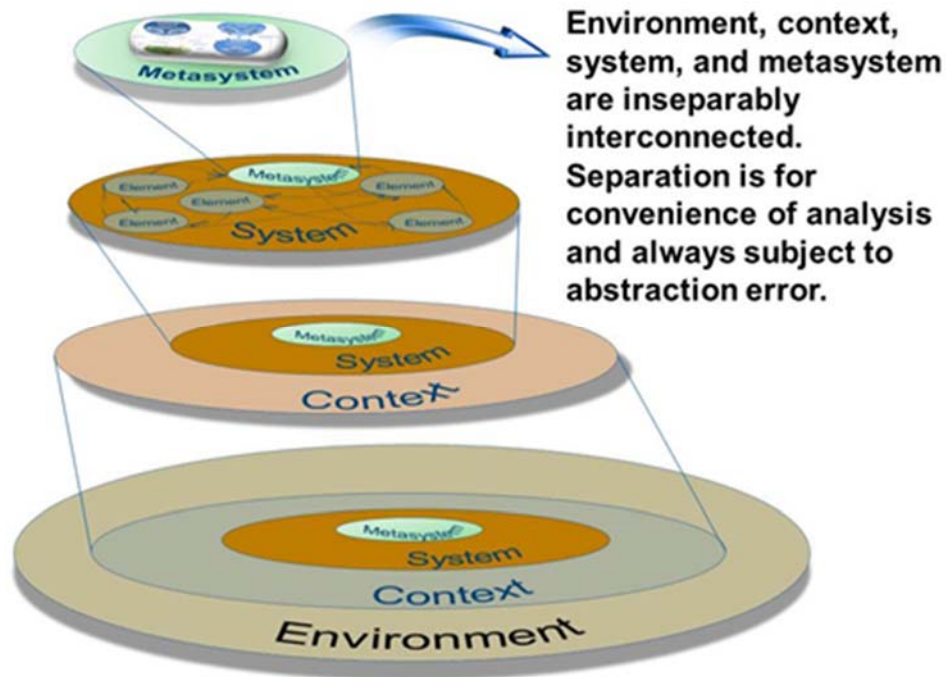 Environment, context,
system, and metasystem
are inseparably
interconnected.
Separation is for
convenience of analysis
and always subject to
abstraction error.
Metasystem
Metasystem
Element
Element
Element
Element
Element
System
Metasystem
System
Context
Metasystem
System
Context
Environment